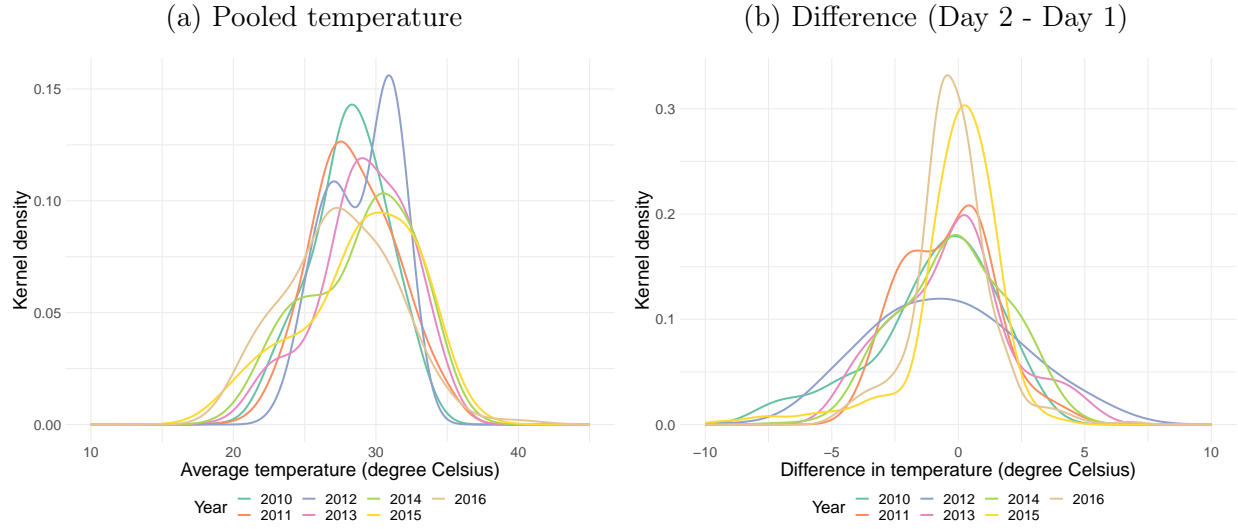 (a) Pooled temperature
0.15
0.10
0.05
0.00
Kernel density
10 20 30 40
Average temperature (degree Celsius)
Year 2010 2012 2014 2016
2011 2013 2015
(b) Difference (Day 2 - Day 1)
0.3
0.2
0.1
0.0
Kernel density
−10 −5 0 5 10
Difference in temperature (degree Celsius)
Year 2010 2012 2014 2016
2011 2013 2015